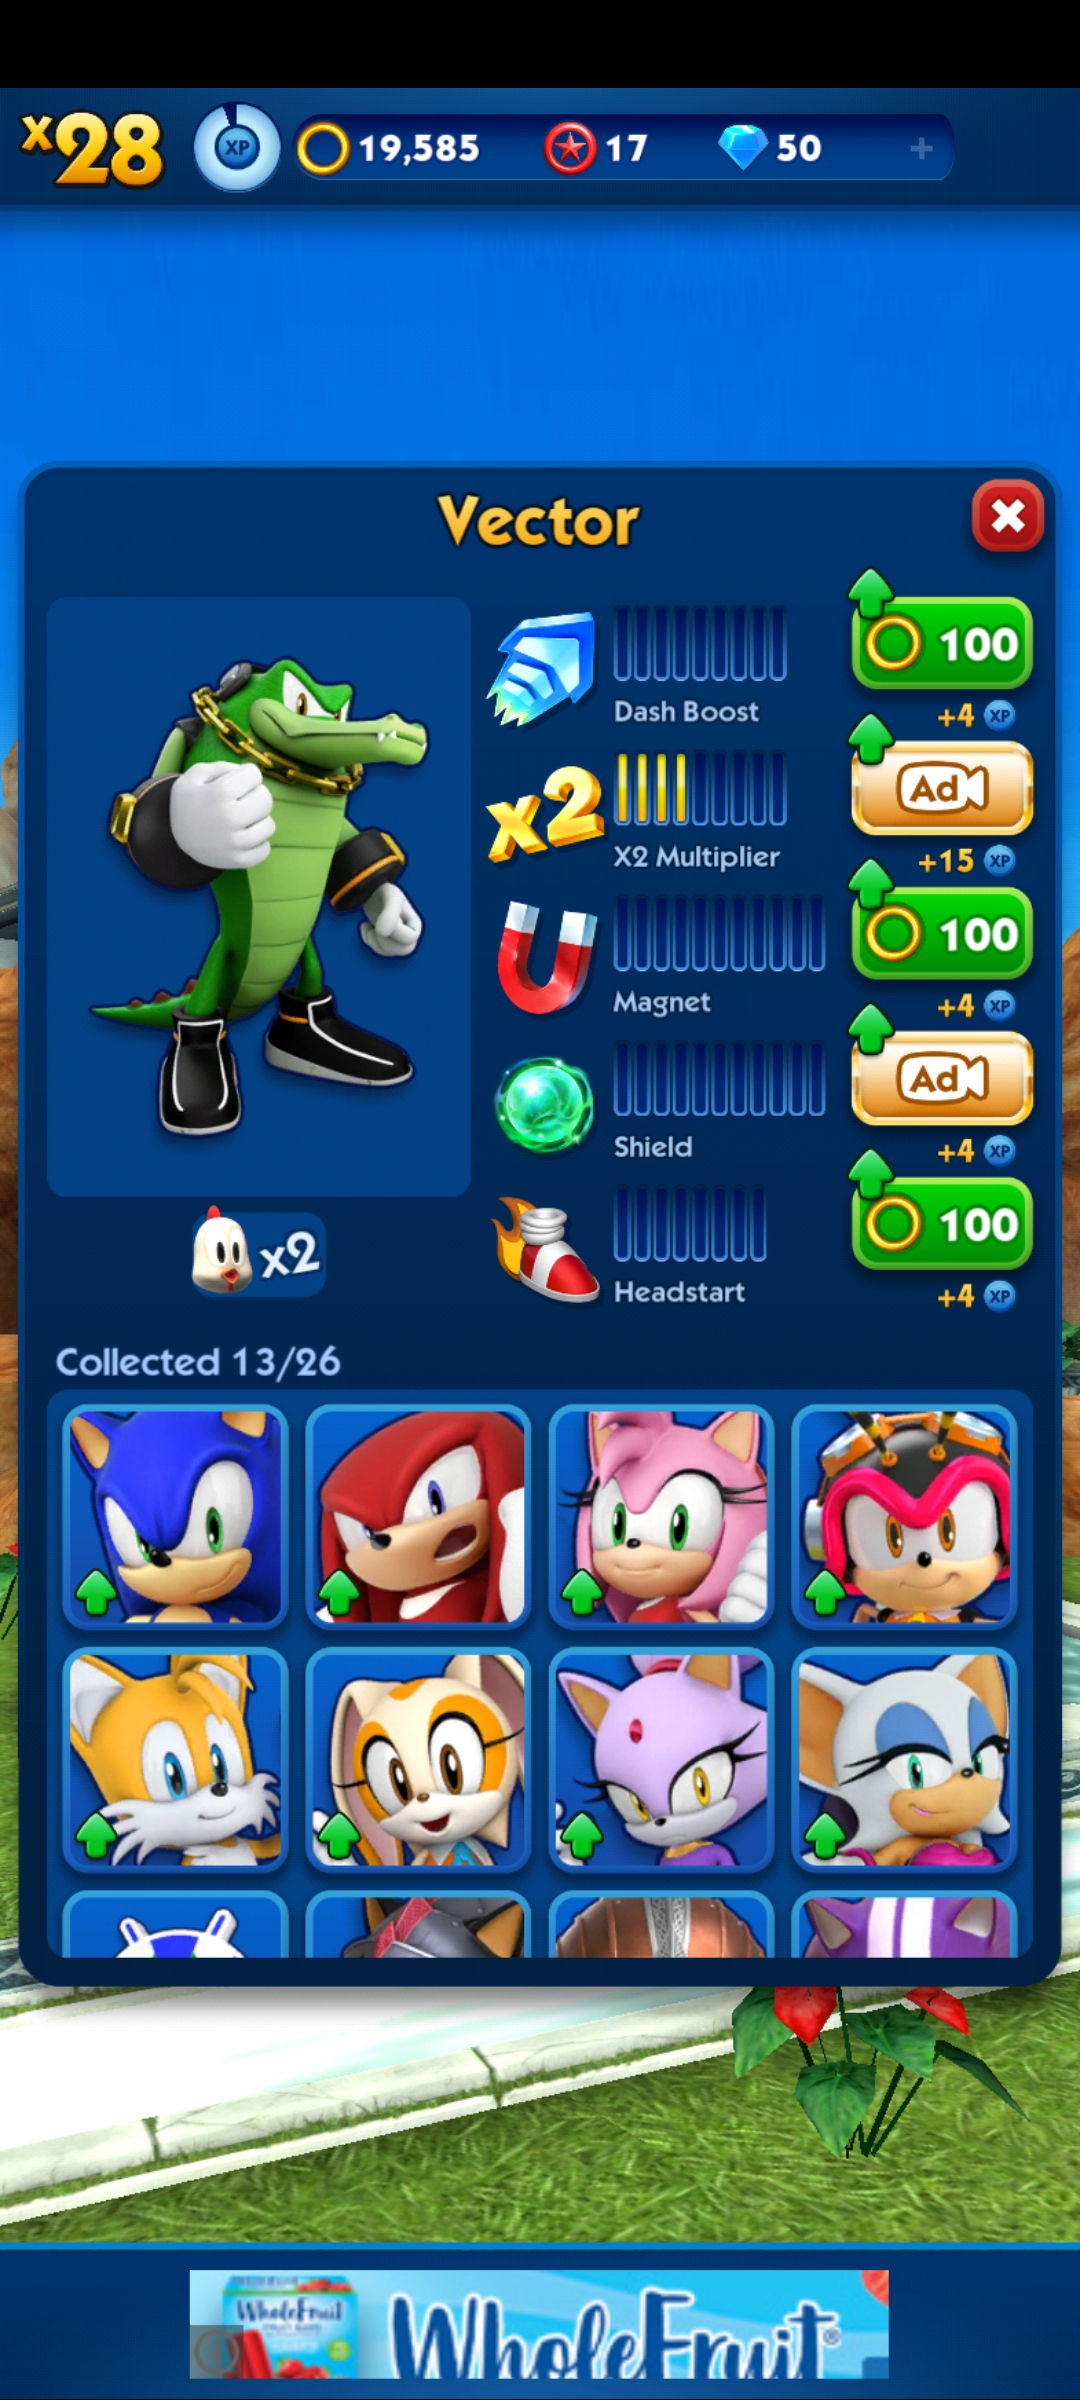 x28 XP 19,585 17 50 +
Vector
100
Dash Boost
+4 XP
x2
Ad
X2 Multiplier
+15 XP
100
Magnet
+4 XP
Ad
Shield
+4 XP
x2
100
Headstart
+4 XP
Collected 13/26
WholeFruit
WholeFruit®